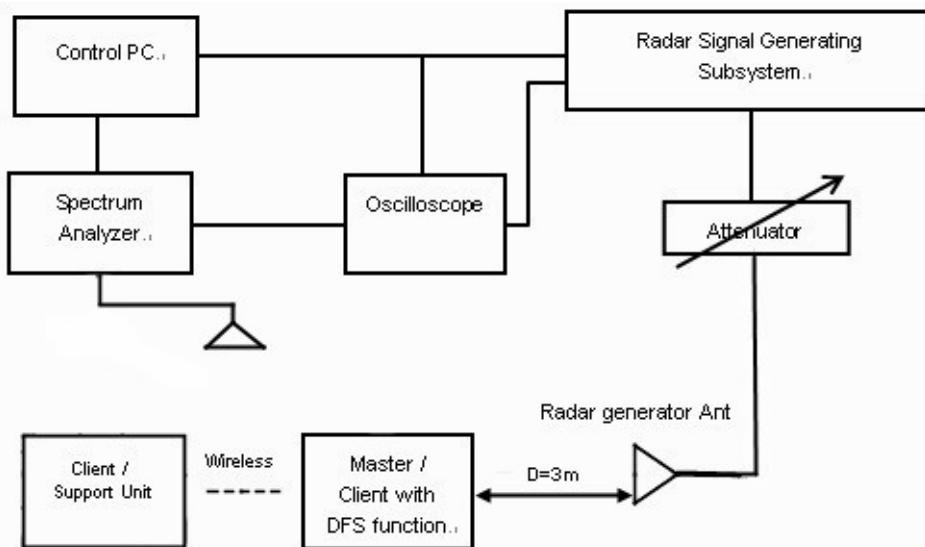 Control PC.
Radar Signal Generating
Subsystem.
Spectrum
Analyzer.
Oscilloscope
Attenuator
Radar generator Ant
Client /
Support Unit
Wireless
Master /
Client with
DFS function.
D=3m